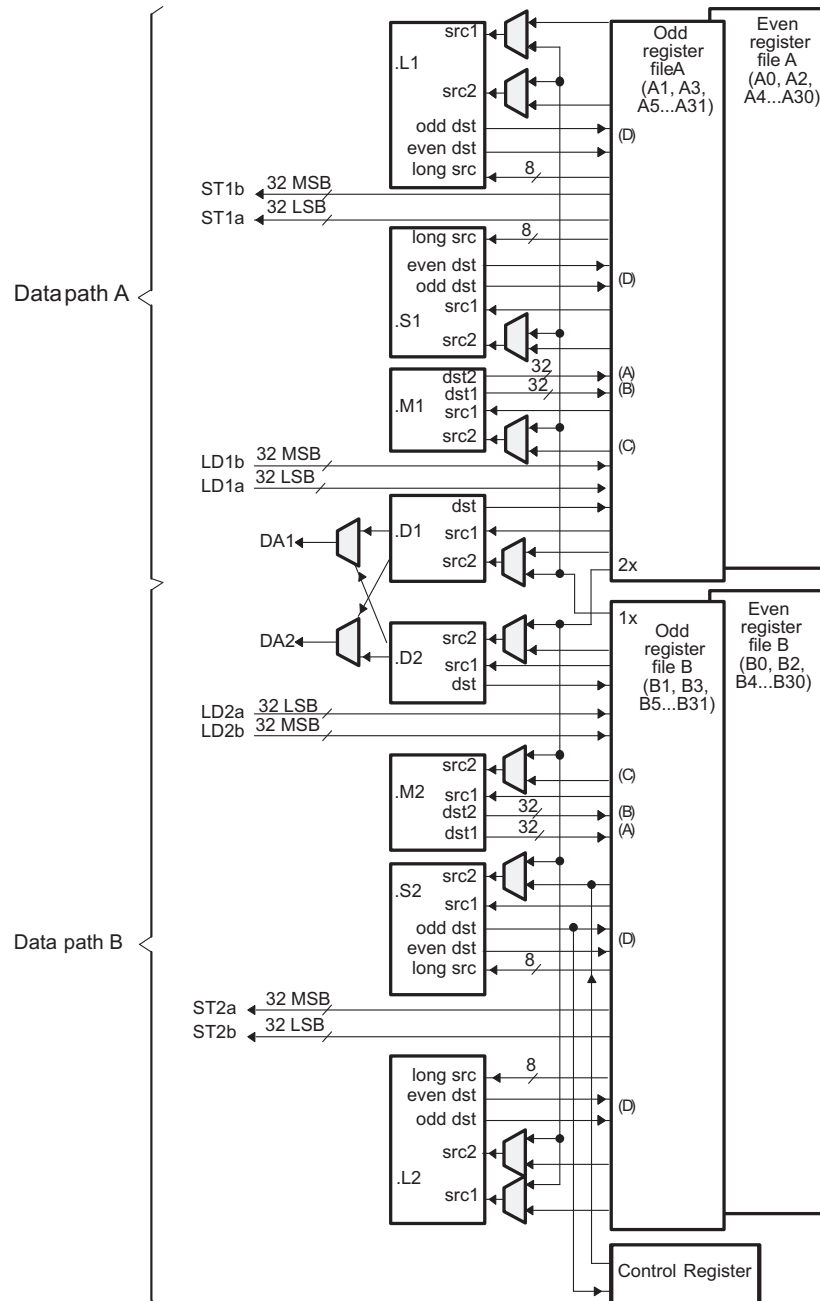 src1
.L1
src2
odd dst
even dst
long src
8
Odd
register
fileA
(A1, A3,
A5...A31)
Even
register
file A
(A0, A2,
A4...A30)
(D)
ST1b
32 MSB
ST1a
32 LSB
long src
8
even dst
odd dst
(D)
src1
.S1
src2
Data path A
dst2
32
(A)
dst1
32
(B)
.M1
src1
src2
(C)
LD1b
32 MSB
LD1a
32 LSB
dst
.D1
src1
src2
DA1
2x
1x
DA2
src2
.D2
src1
dst
Odd
register
file B
(B1, B3,
B5...B31)
Even
register
file B
(B0, B2,
B4...B30)
LD2a
32 LSB
LD2b
32 MSB
src2
(C)
.M2
src1
dst2
32
(B)
dst1
32
(A)
src2
.S2
src1
odd dst
even dst
(D)
long src
8
Data path B
ST2a
32 MSB
ST2b
32 LSB
long src
8
even dst
odd dst
(D)
src2
.L2
src1
Control Register